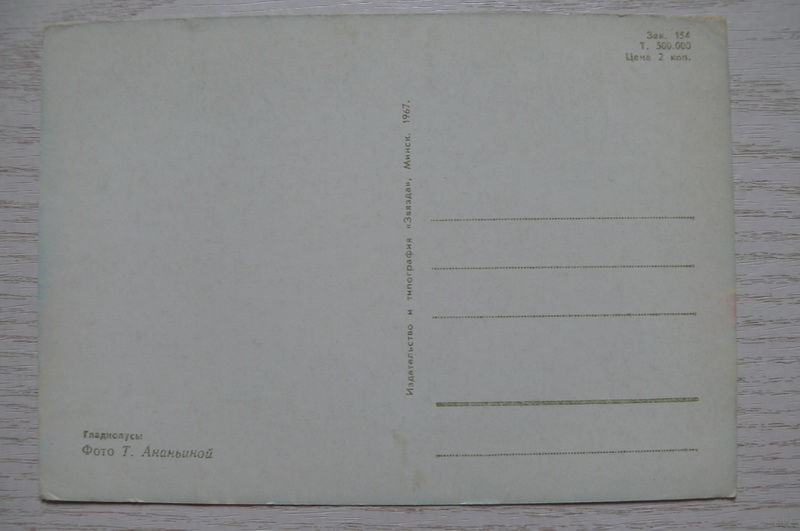 Зак. 154
Т. 500.000
Цена 2 коп.
Издательство и типография «Звязда», Минск. 1967.
Гладиолусы
Фото Т. Ананьиной